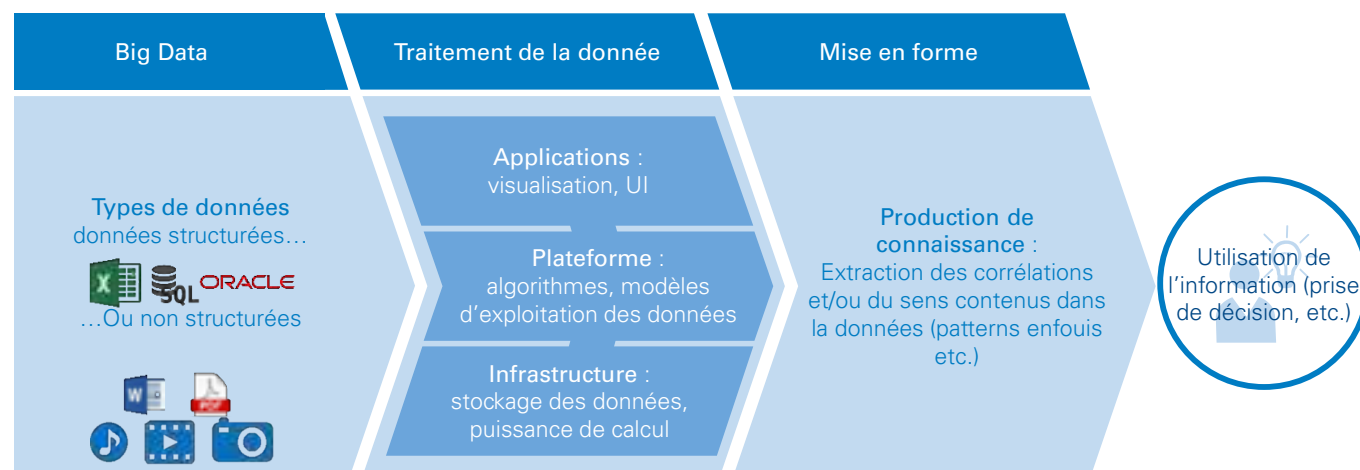 Big Data
Traitement de la donnée
Mise en forme
Types de données
données structurées…
X
SQL
ORACLE
…Ou non structurées
W
PDF
Applications :
visualisation, UI
Plateforme :
algorithmes, modèles
d’exploitation des données
Infrastructure :
stockage des données,
puissance de calcul
Production de
connaissance :
Extraction des corrélations
et/ou du sens contenus dans
la données (patterns enfouis
etc.)
Utilisation de
l’information (prise
de décision, etc.)